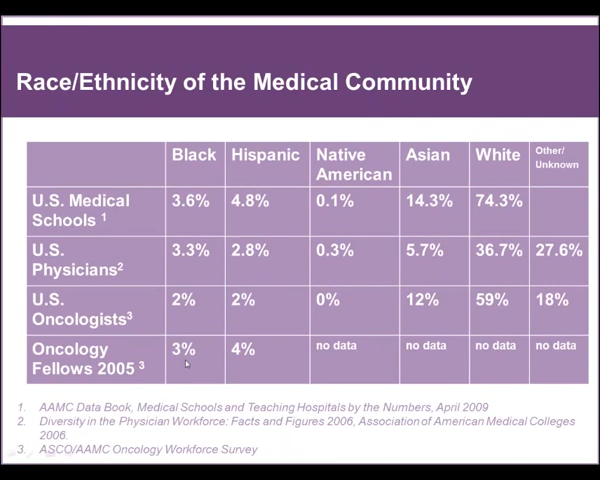 Race/Ethnicity of the Medical Community
Black Hispanic Native American Asian White Other/ Unknown
U.S. Medical Schools 1 3.6% 4.8% 0.1% 14.3% 74.3%
U.S. Physicians2 3.3% 2.8% 0.3% 5.7% 36.7% 27.6%
U.S. Oncologists3 2% 2% 0% 12% 59% 18%
Oncology Fellows 2005 3 3% 4% no data no data no data no data
1. AAMC Data Book, Medical Schools and Teaching Hospitals by the Numbers, April 2009
2. Diversity in the Physician Workforce: Facts and Figures 2006, Association of American Medical Colleges
2006.
3. ASCO/AAMC Oncology Workforce Survey